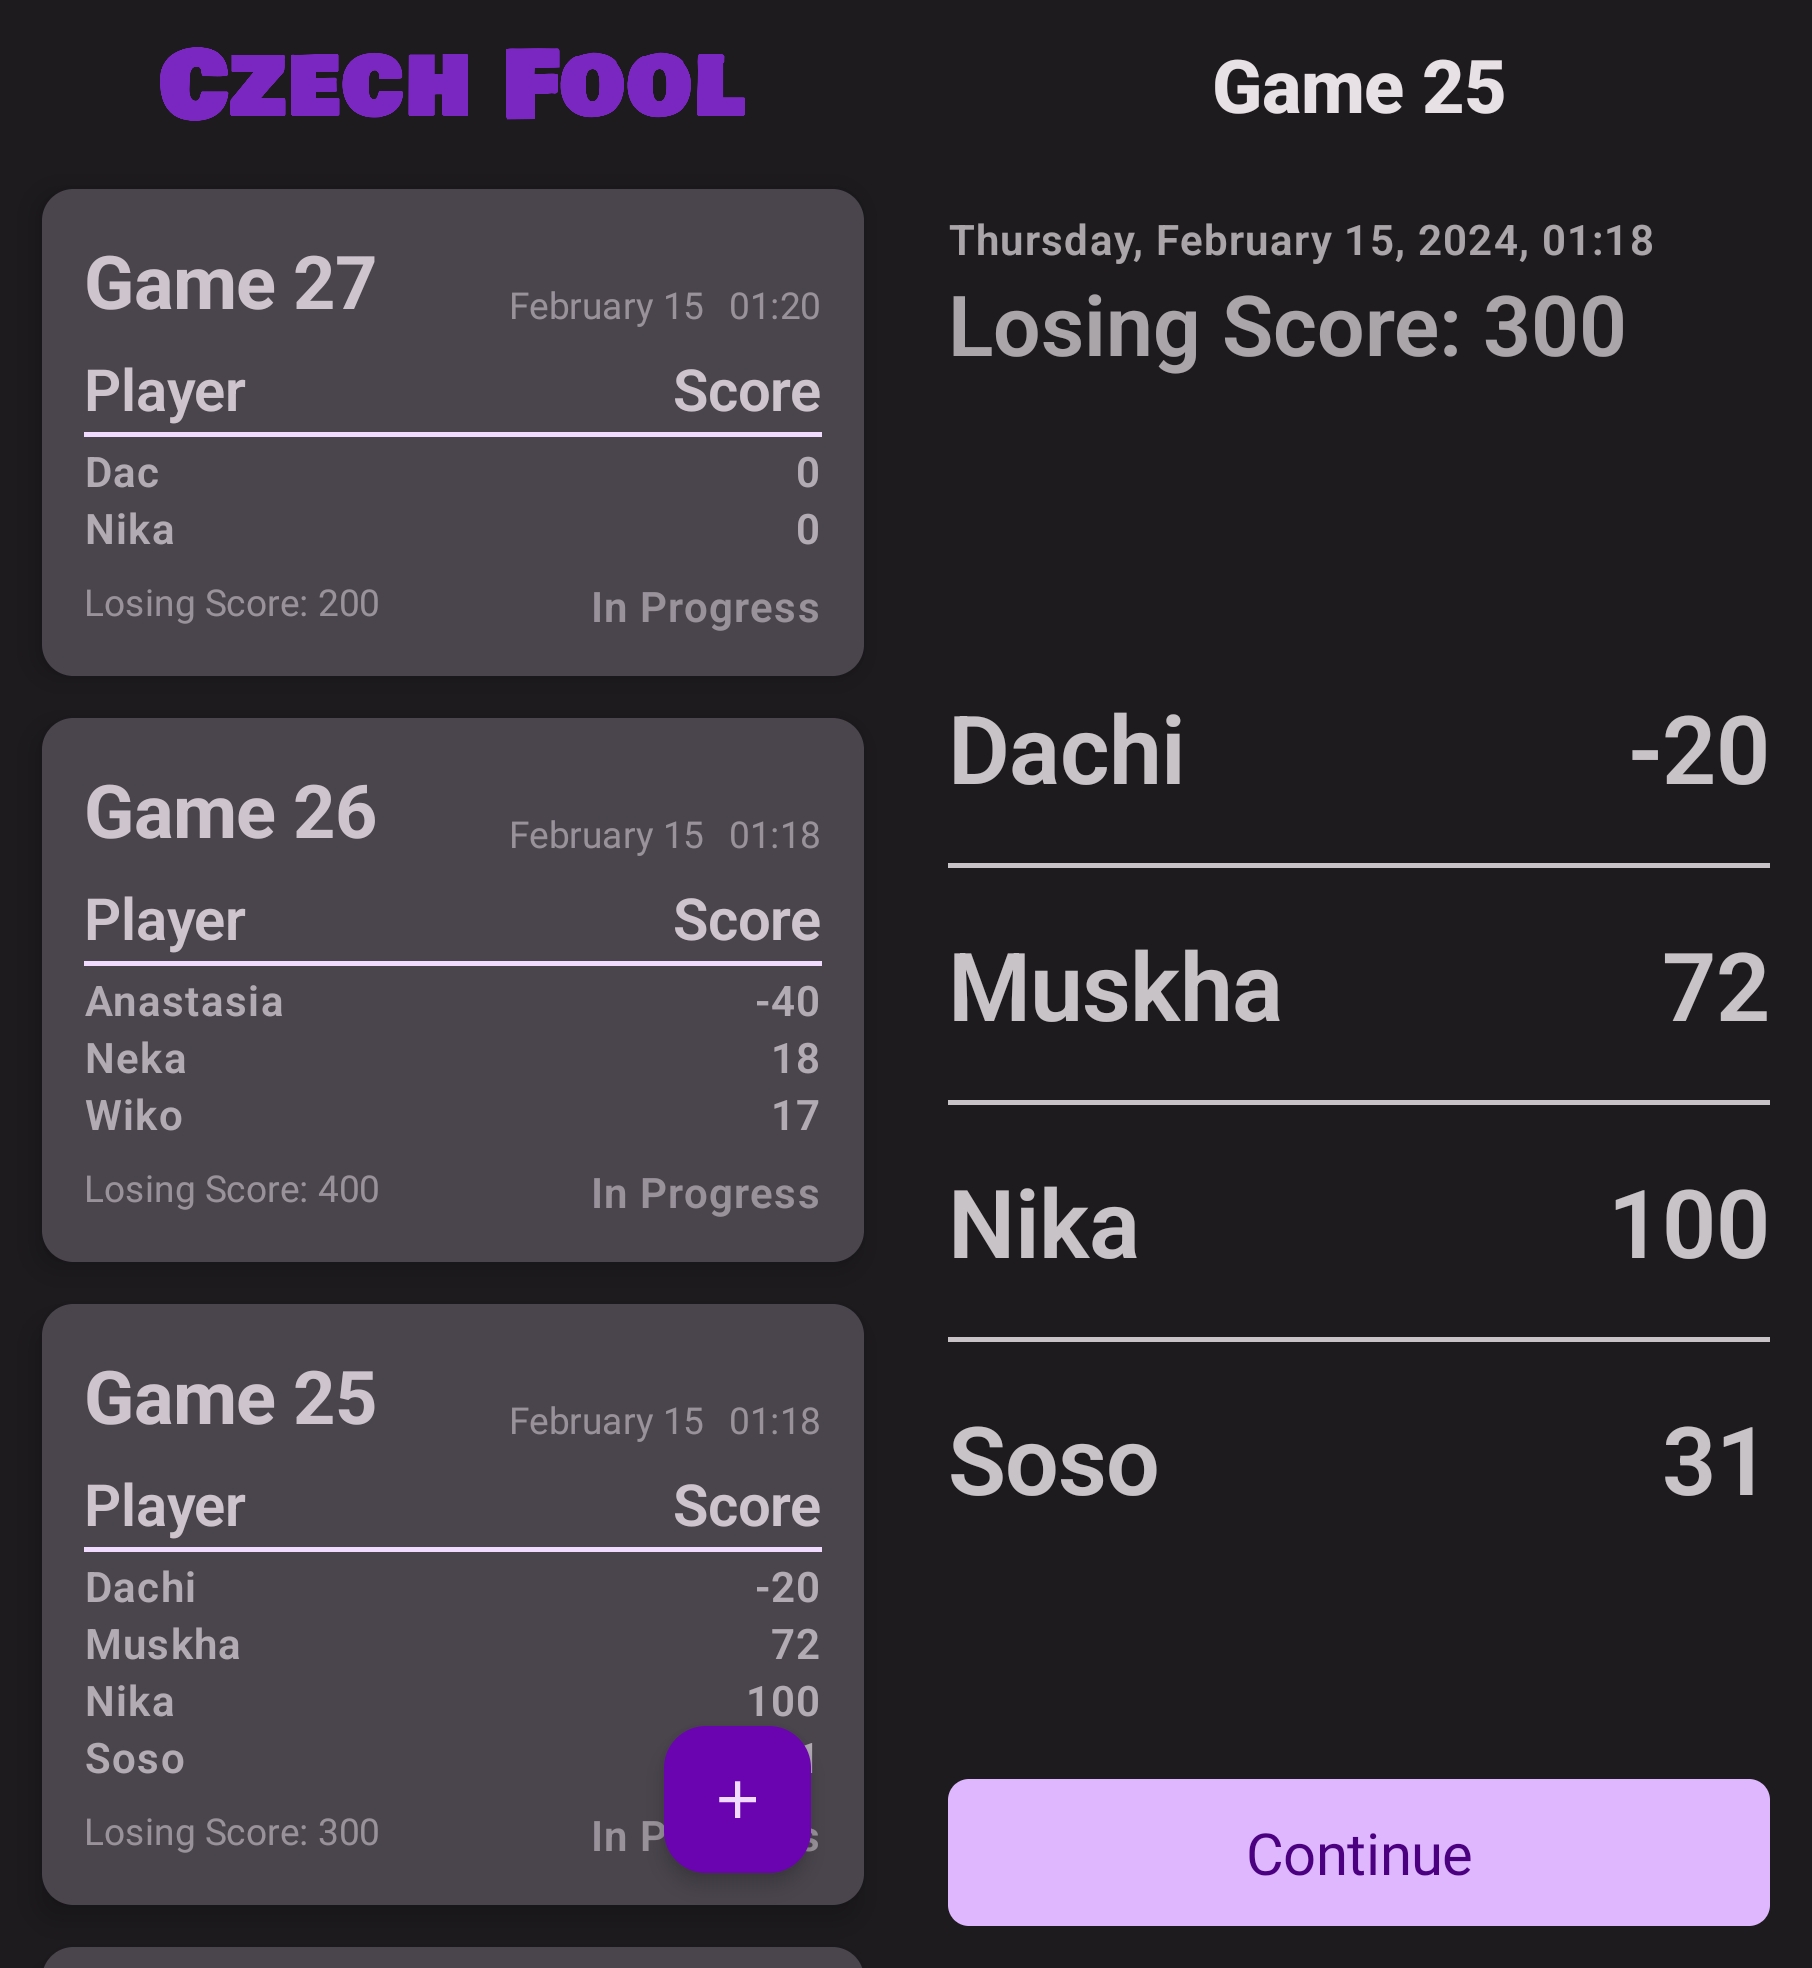 CZECH FOOL
Game 27
February 15 01:20
Player Score
Dac 0
Nika 0
Losing Score: 200 In Progress
Game 26
February 15 01:18
Player Score
Anastasia -40
Neka 18
Wiko 17
Losing Score: 400 In Progress
Game 25
February 15 01:18
Player Score
Dachi -20
Muskha 72
Nika 100
Soso
Losing Score: 300 In
+
Game 25
Thursday, February 15, 2024, 01:18
Losing Score: 300
Dachi -20
Muskha 72
Nika 100
Soso 31
Continue